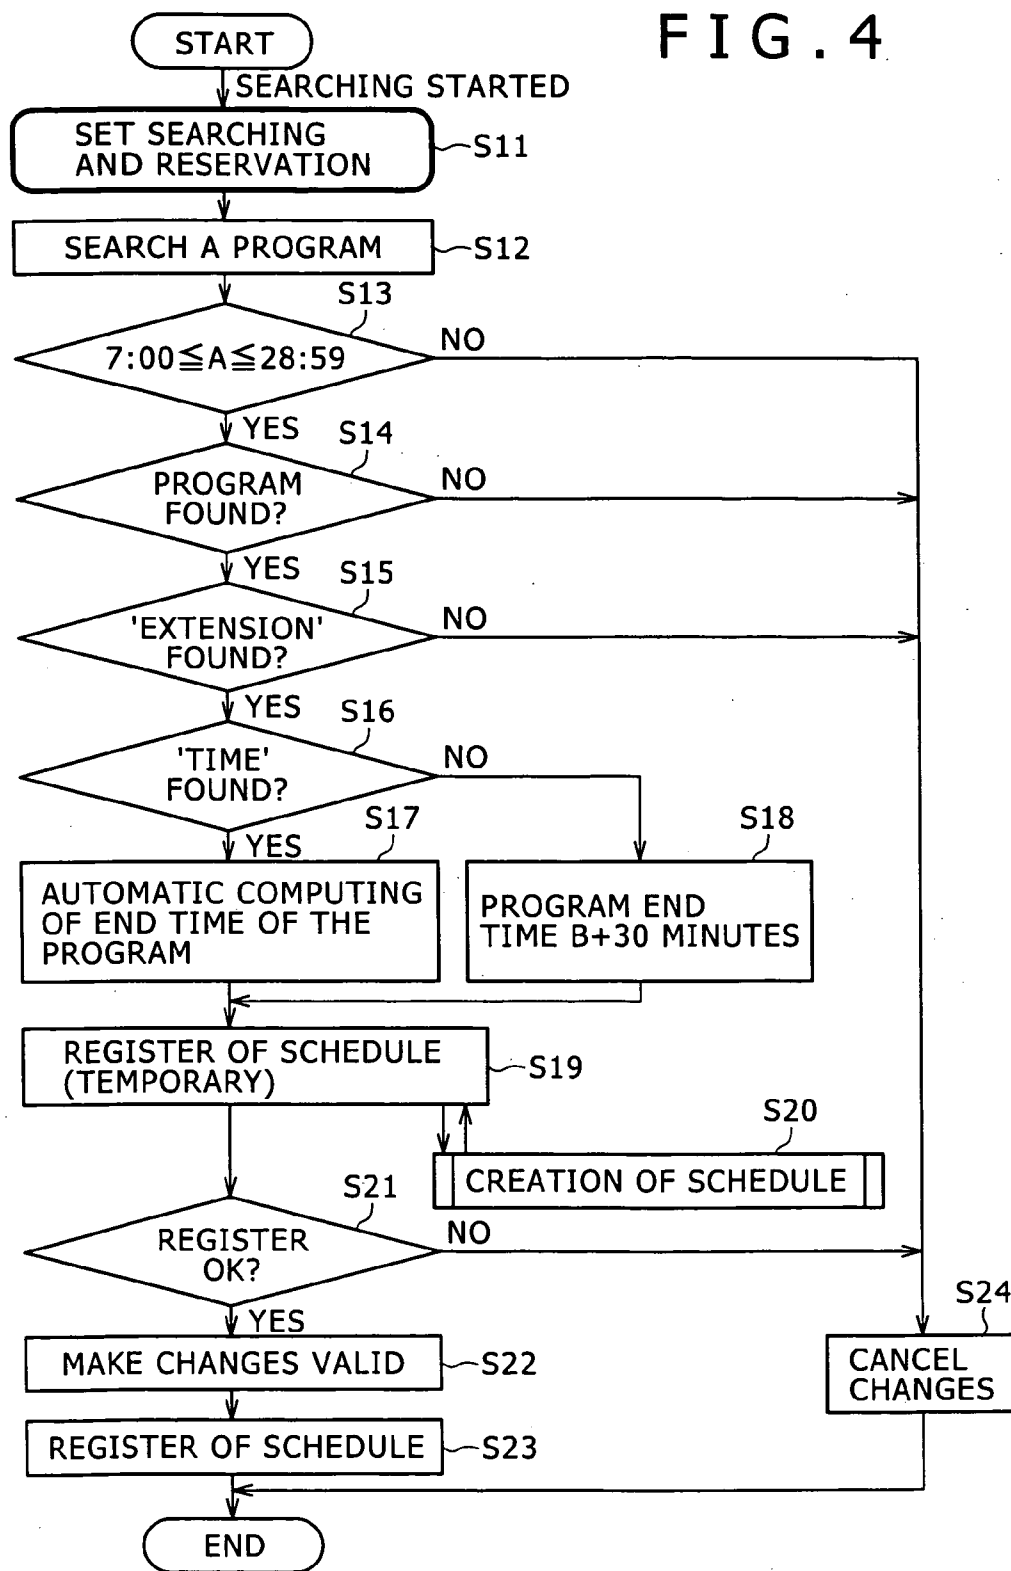 FIG.4
START
SEARCHING STARTED
SET SEARCHING
AND RESERVATION
S11
SEARCH A PROGRAM
S12
S13
7:00≦A≦28:59
NO
YES
S14
PROGRAM
FOUND?
NO
YES
S15
'EXTENSION'
FOUND?
NO
YES
S16
'TIME'
FOUND?
NO
YES
S17
AUTOMATIC COMPUTING
OF END TIME OF THE
PROGRAM
S18
PROGRAM END
TIME B+30 MINUTES
REGISTER OF SCHEDULE
(TEMPORARY)
S19
S20
CREATION OF SCHEDULE
S21
REGISTER
OK?
NO
YES
MAKE CHANGES VALID
S22
S24
CANCEL
CHANGES
REGISTER OF SCHEDULE
S23
END